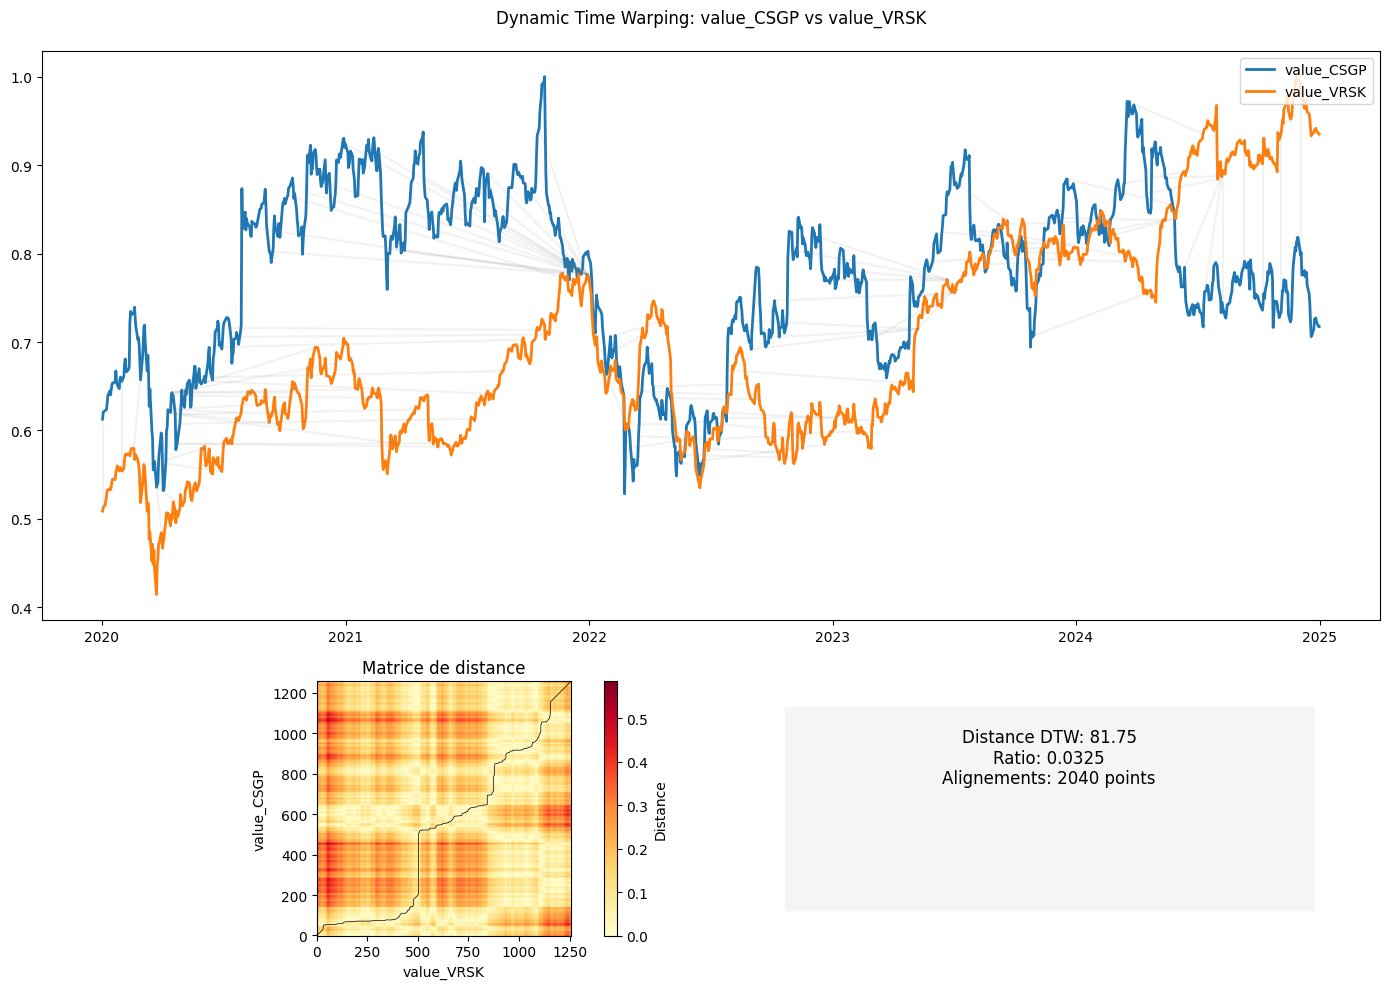 Dynamic Time Warping: value_CSGP vs value_VRSK
value_CSGP
value_VRSK
1.0
0.9
0.8
0.7
0.6
0.5
0.4
2020 2021 2022 2023 2024 2025
Matrice de distance
value_CSGP
1200
1000
800
600
400
200
0
0 250 500 750 1000 1250
value_VRSK
0.5
0.4
0.3
0.2
0.1
0.0
Distance
Distance DTW: 81.75
Ratio: 0.0325
Alignements: 2040 points